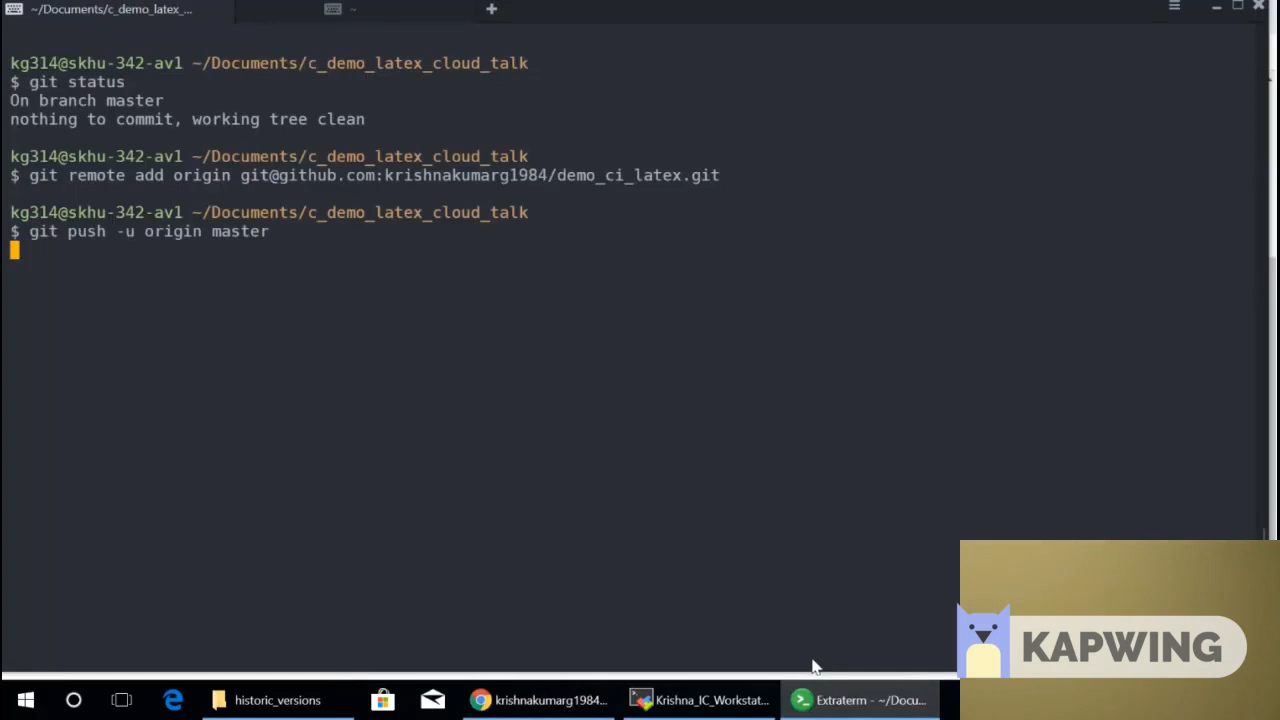 ~/Documents/c_demo_latex_...
~
kg314@skhu-342-av1 ~/Documents/c_demo_latex_cloud_talk
$ git status
On branch master
nothing to commit, working tree clean
kg314@skhu-342-av1 ~/Documents/c_demo_latex_cloud_talk
$ git remote add origin git@github.com:krishnakumarg1984/demo_ci_latex.git
kg314@skhu-342-av1 ~/Documents/c_demo_latex_cloud_talk
$ git push -u origin master
KAPWING
historic_versions
krishnakumarg1984...
Krishna_IC_Workstat...
Extraterm - ~/Docu...